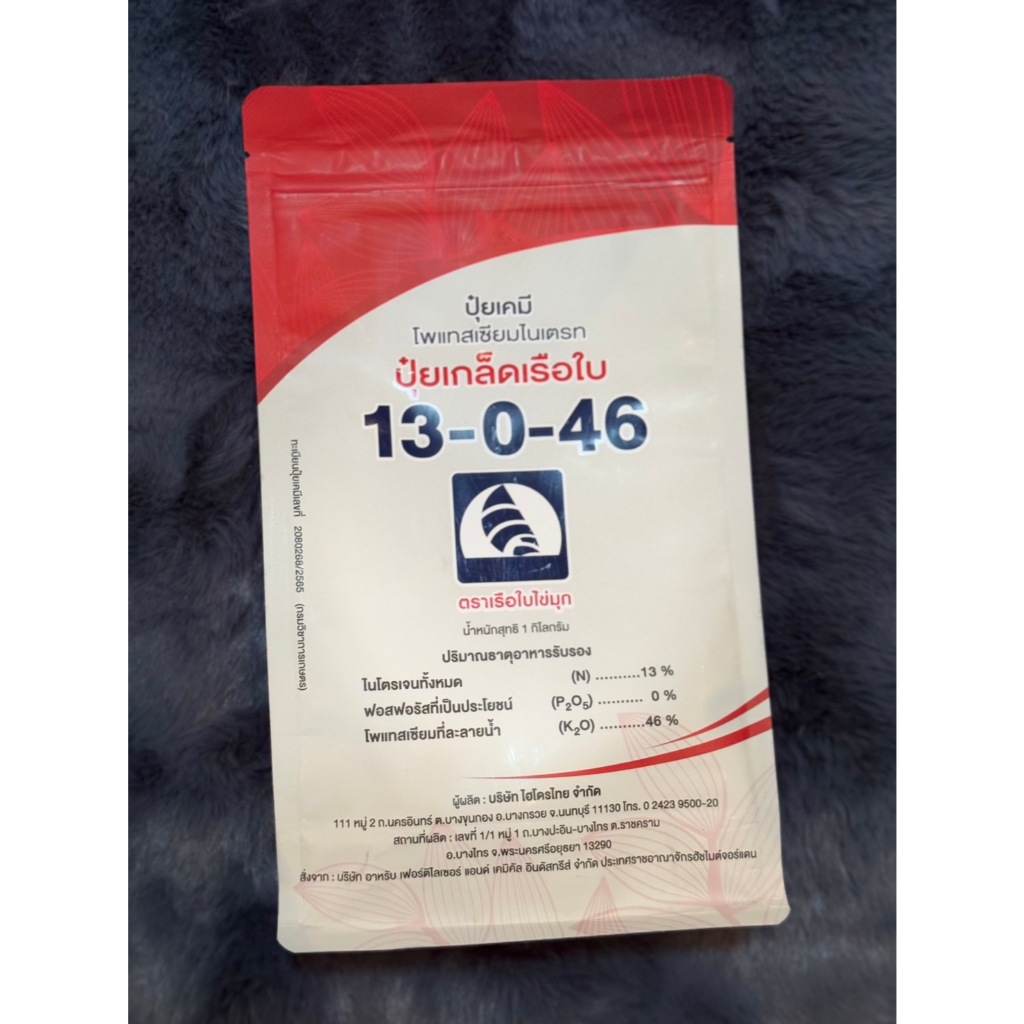 ปุ๋ยเคมี
โพแทสเซียมไนเตรท
ปุ๋ยเกล็ดเรือใบ
13-0-46
ตราเรือใบไข่มุก
น้ำหนักสุทธิ 1 กิโลกรัม
ปริมาณธาตุอาหารรับรอง
ไนโตรเจนทั้งหมด (N) ..........13 %
ฟอสฟอรัสที่เป็นประโยชน์ (P₂O₅) .......... 0 %
โพแทสเซียมที่ละลายน้ำ (K₂O) ..........46 %
ผู้ผลิต : บริษัท ไฮโดรไทย จำกัด
111 หมู่ 2 ถ.นครอินทร์ ต.บางขุนกอง อ.บางกรวย จ.นนทบุรี 11130 โทร. 0 2423 9500-20
สถานที่ผลิต : เลขที่ 1/1 หมู่ 1 ถ.บางปะอิน-บางไทร ต.ราชคราม
อ.บางไทร จ.พระนครศรีอยุธยา 13290
สั่งจาก : บริษัท อาหรับ เฟอร์ติไลเซอร์ แอนด์ เคมิคัล อินดัสทรีส์ จำกัด ประเทศราชอาณาจักรฮัชไมต์จอร์แดน
ทะเบียนปุ๋ยเคมีเลขที่ 2080268/2565 (กรมวิชาการเกษตร)